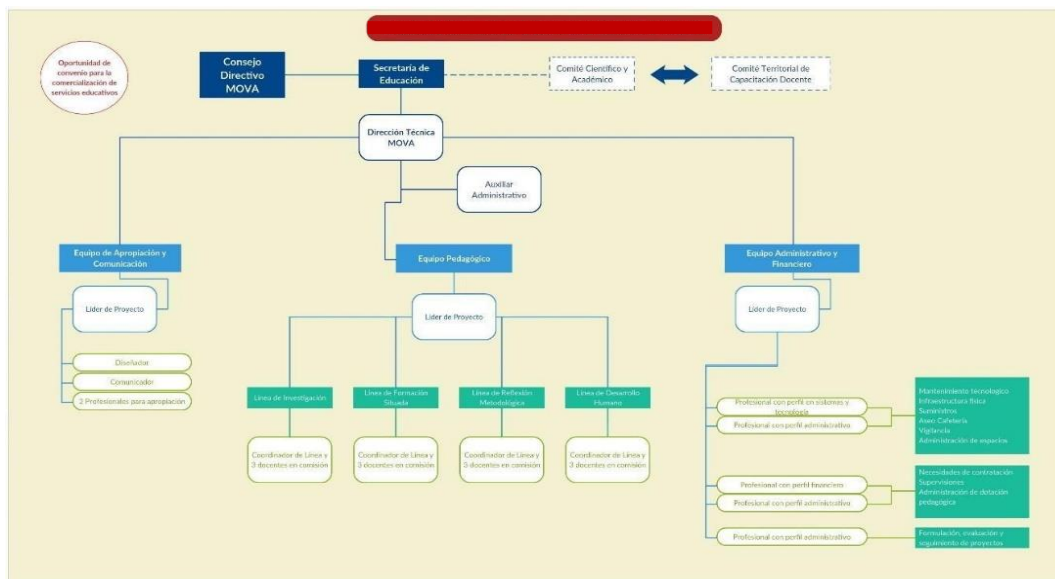 Oportunidad de
convenio para la
comercialización de
servicios educativos
Consejo
Directivo
MOVA
Secretaría de
Educación
Comité Científico y
Académico
Comité Territorial de
Capacitación Docente
Dirección Técnica
MOVA
Auxiliar
Administrativo
Equipo de Apropiación y
Comunicación
Líder de Proyecto
Diseñador
Comunicador
2 Profesionales para apropiación
Equipo Pedagógico
Líder de Proyecto
Línea de Investigación
Línea de Formación
Situada
Línea de Reflexión
Metodológica
Línea de Desarrollo
Humano
Coordinador de Línea y
3 docentes en comisión
Coordinador de Línea y
3 docentes en comisión
Coordinador de Línea y
5 docentes en comisión
Coordinador de Línea y
3 docentes en comisión
Equipo Administrativo y
Financiero
Líder de Proyecto
Profesional con perfil en sistemas y
tecnología
Profesional con perfil administrativo
Mantenimiento tecnológico
Infraestructura física
Suministros
Aseo Cafetería
Vigilancia
Administración de espacios
Profesional con perfil financiero
Profesional con perfil administrativo
Necesidades de contratación
Supervisiones
Administración de dotación
pedagógica
Profesional con perfil administrativo
Formulación, evaluación y
seguimiento de proyectos